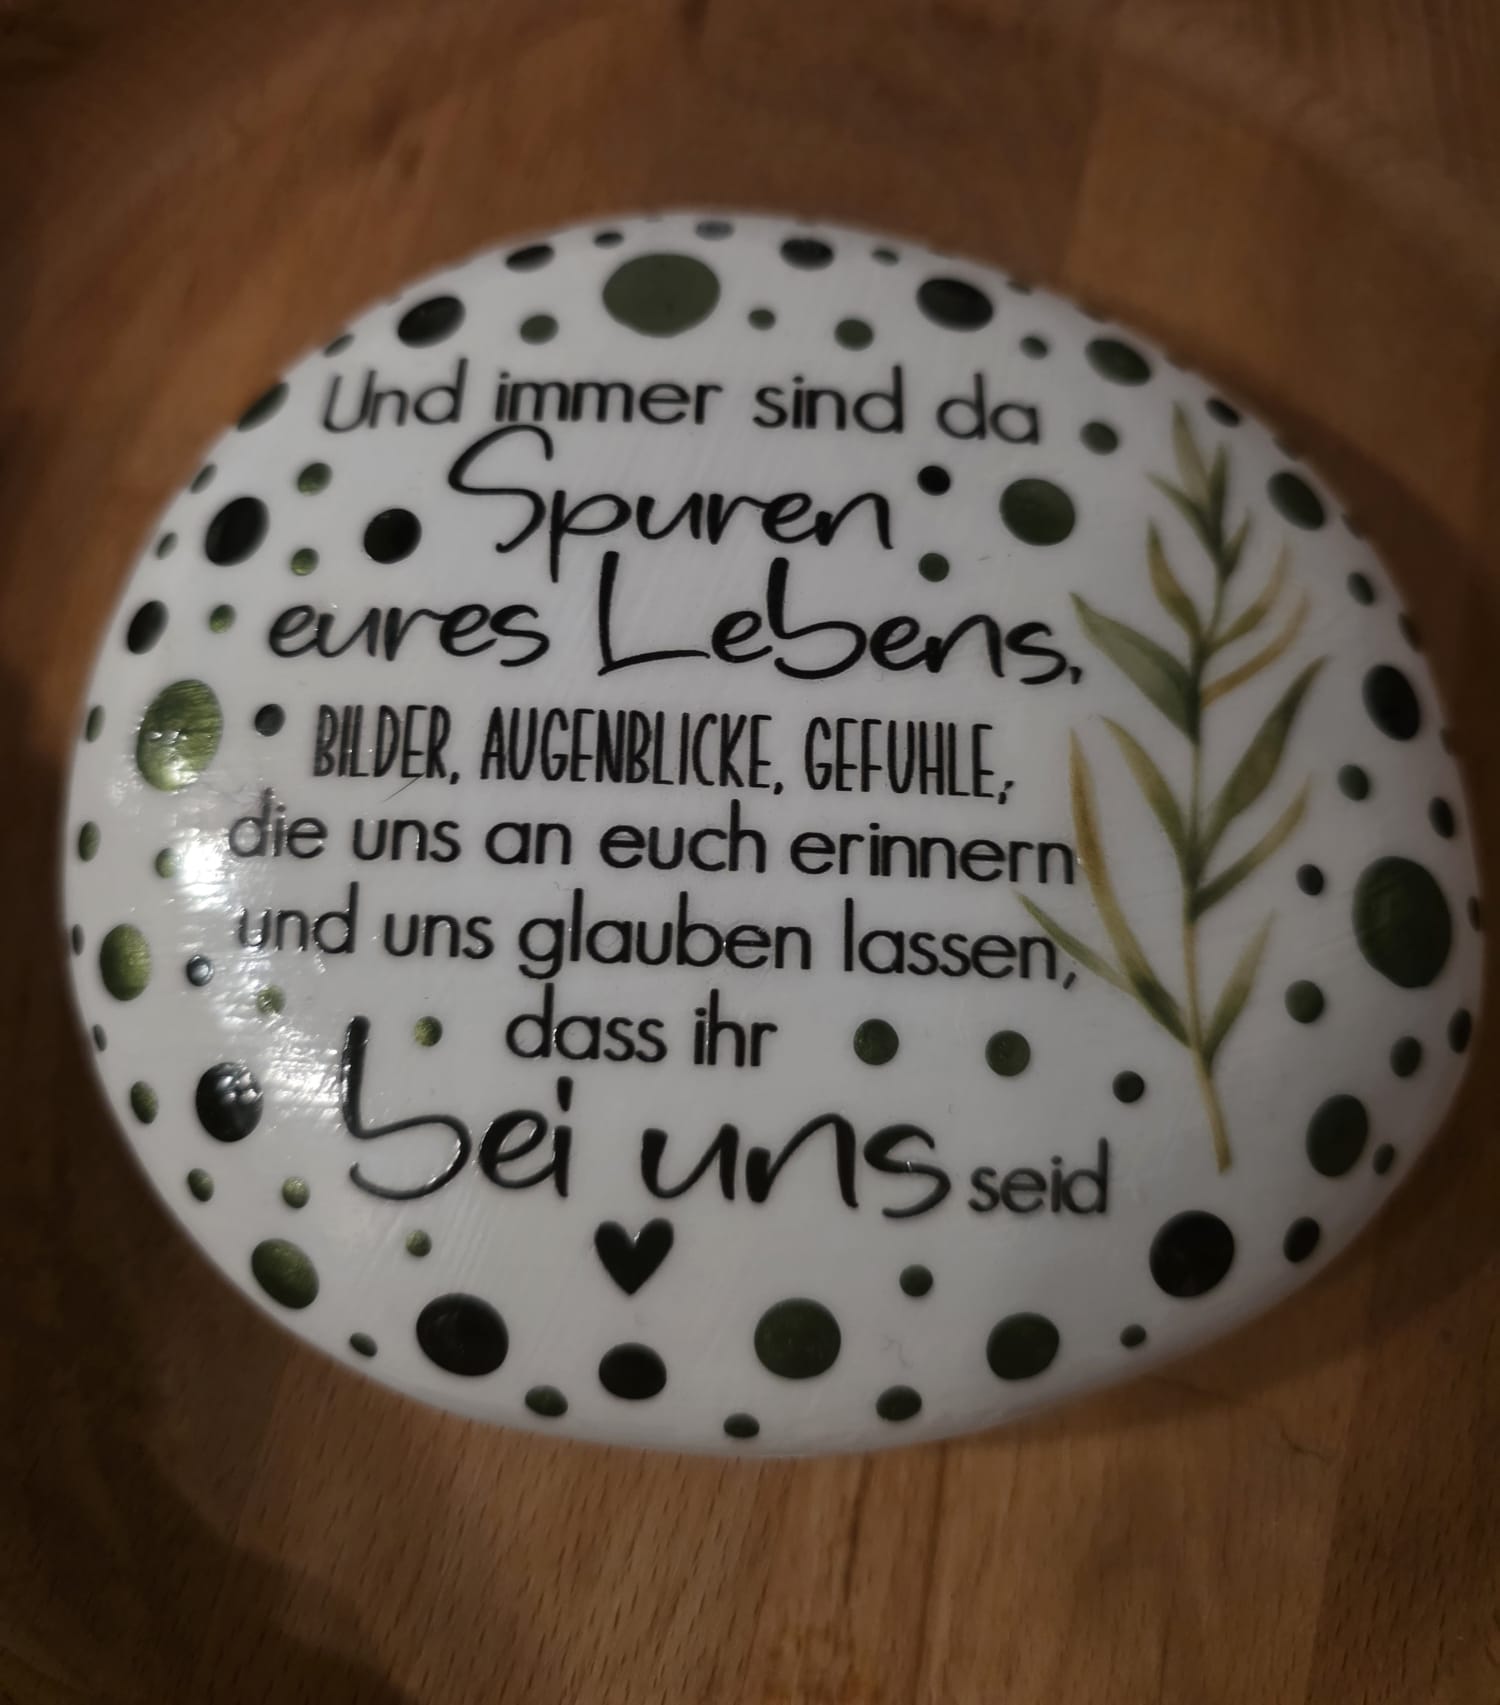 Und immer sind da
Spuren
eures Lebens,
BILDER, AUGENBLICKE, GEFUHLE,
die uns an euch erinnern
und uns glauben lassen,
dass ihr
bei uns seid